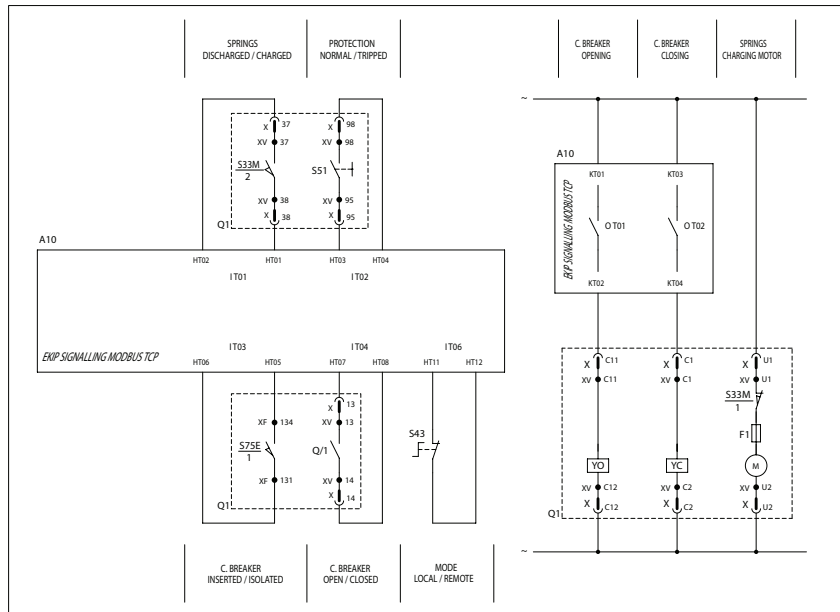 SPRINGS
DISCHARGED / CHARGED
PROTECTION
NORMAL / TRIPPED
C. BREAKER
OPENING
C. BREAKER
CLOSING
SPRINGS
CHARGING MOTOR
~
X 37
XV 37
S33M
2
XV 38
X 38
Q1
X 98
XV 98
S51
XV 95
X 95
A10
HT02 HT01 HT03 HT04
IT01 IT02
IT03 IT04 IT06
EKIP SIGNALLING MODBUS TCP
HT06 HT05 HT07 HT08 HT11 HT12
XF 134
S75E
1
XF 131
Q1
X 13
XV 13
Q/1
XV 14
X 14
S43
C. BREAKER
INSERTED / ISOLATED
C. BREAKER
OPEN / CLOSED
MODE
LOCAL / REMOTE
A10
KT01 KT03
O T01 O T02
EKIP SIGNALLING MODBUS TCP
KT02 KT04
X C11 X C1 X U1
XV C11 XV C1 XV U1
S33M
1
F1
YO YC M
XV C12 XV C2 XV U2
X C12 X C2 X U2
Q1
~